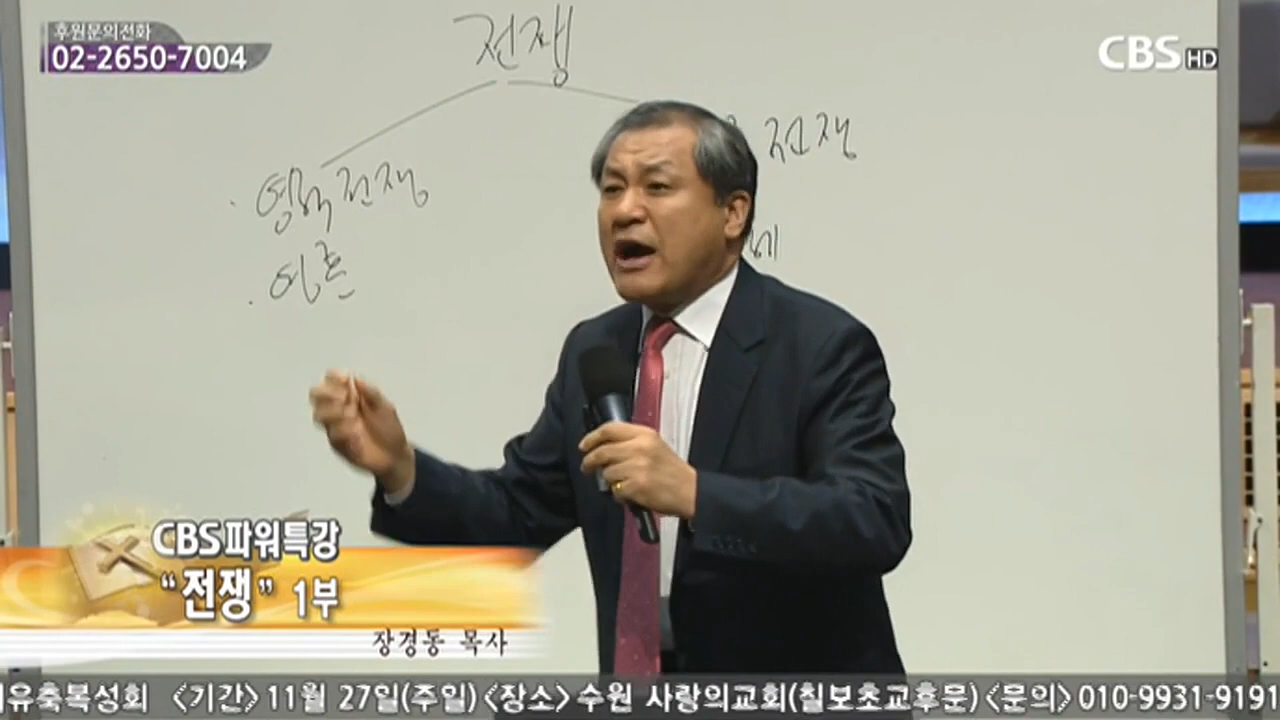 후원문의전화
02-2650-7004
CBS HD
전쟁
영적전쟁
전쟁
영혼
CBS파워특강
“전쟁” 1부
장경동 목사
유축복성회 〈기간〉 11월 27일(주일) 〈장소〉 수원 사랑의교회(칠보초교후문) 〈문의〉 010-9931-9191